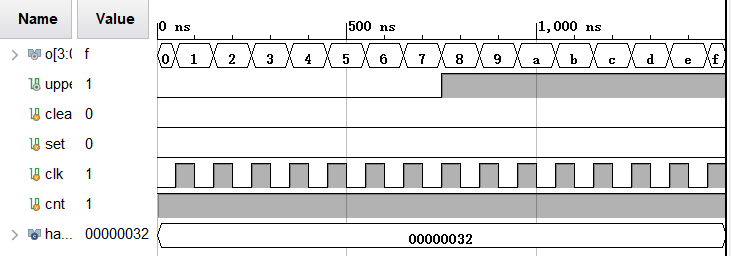 Name Value
0 ns 500 ns 1,000 ns
o[3:0 f 0 1 2 3 4 5 6 7 8 9 a b c d e f
uppe 1
clea 0
set 0
clk 1
cnt 1
ha... 00000032 00000032